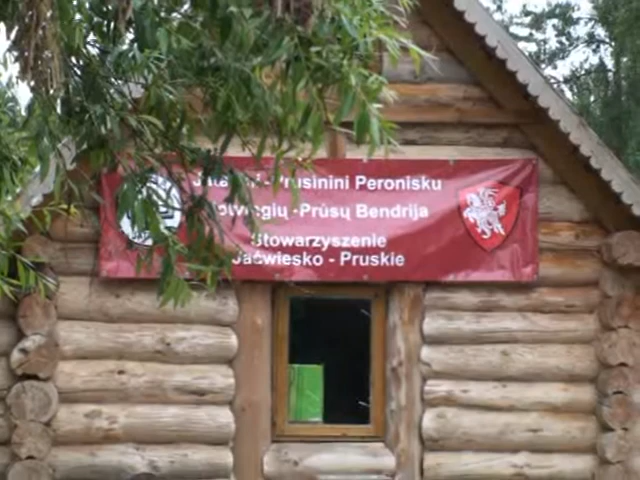 Prusinini Peronisku
Prūsų Bendrija
Stowarzyszenie
Jaćwiesko - Pruskie